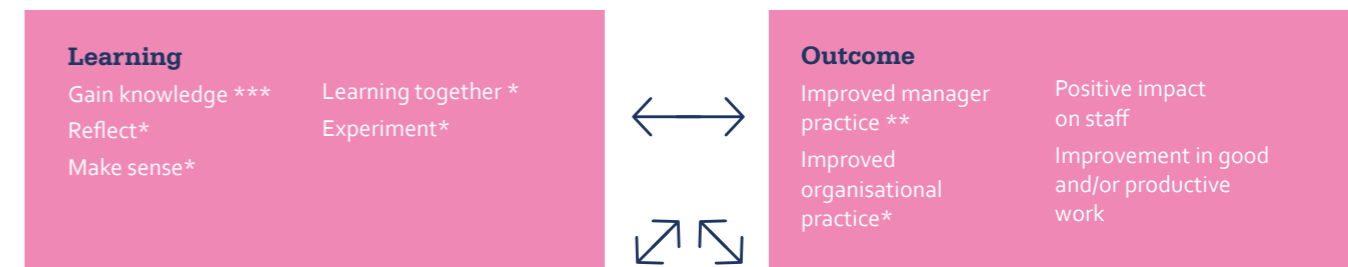 Learning
Gain knowledge ***
Reflect*
Make sense*
Learning together *
Experiment*
Outcome
Improved manager
practice **
Improved
organisational
practice*
Positive impact
on staff
Improvement in good
and/or productive
work